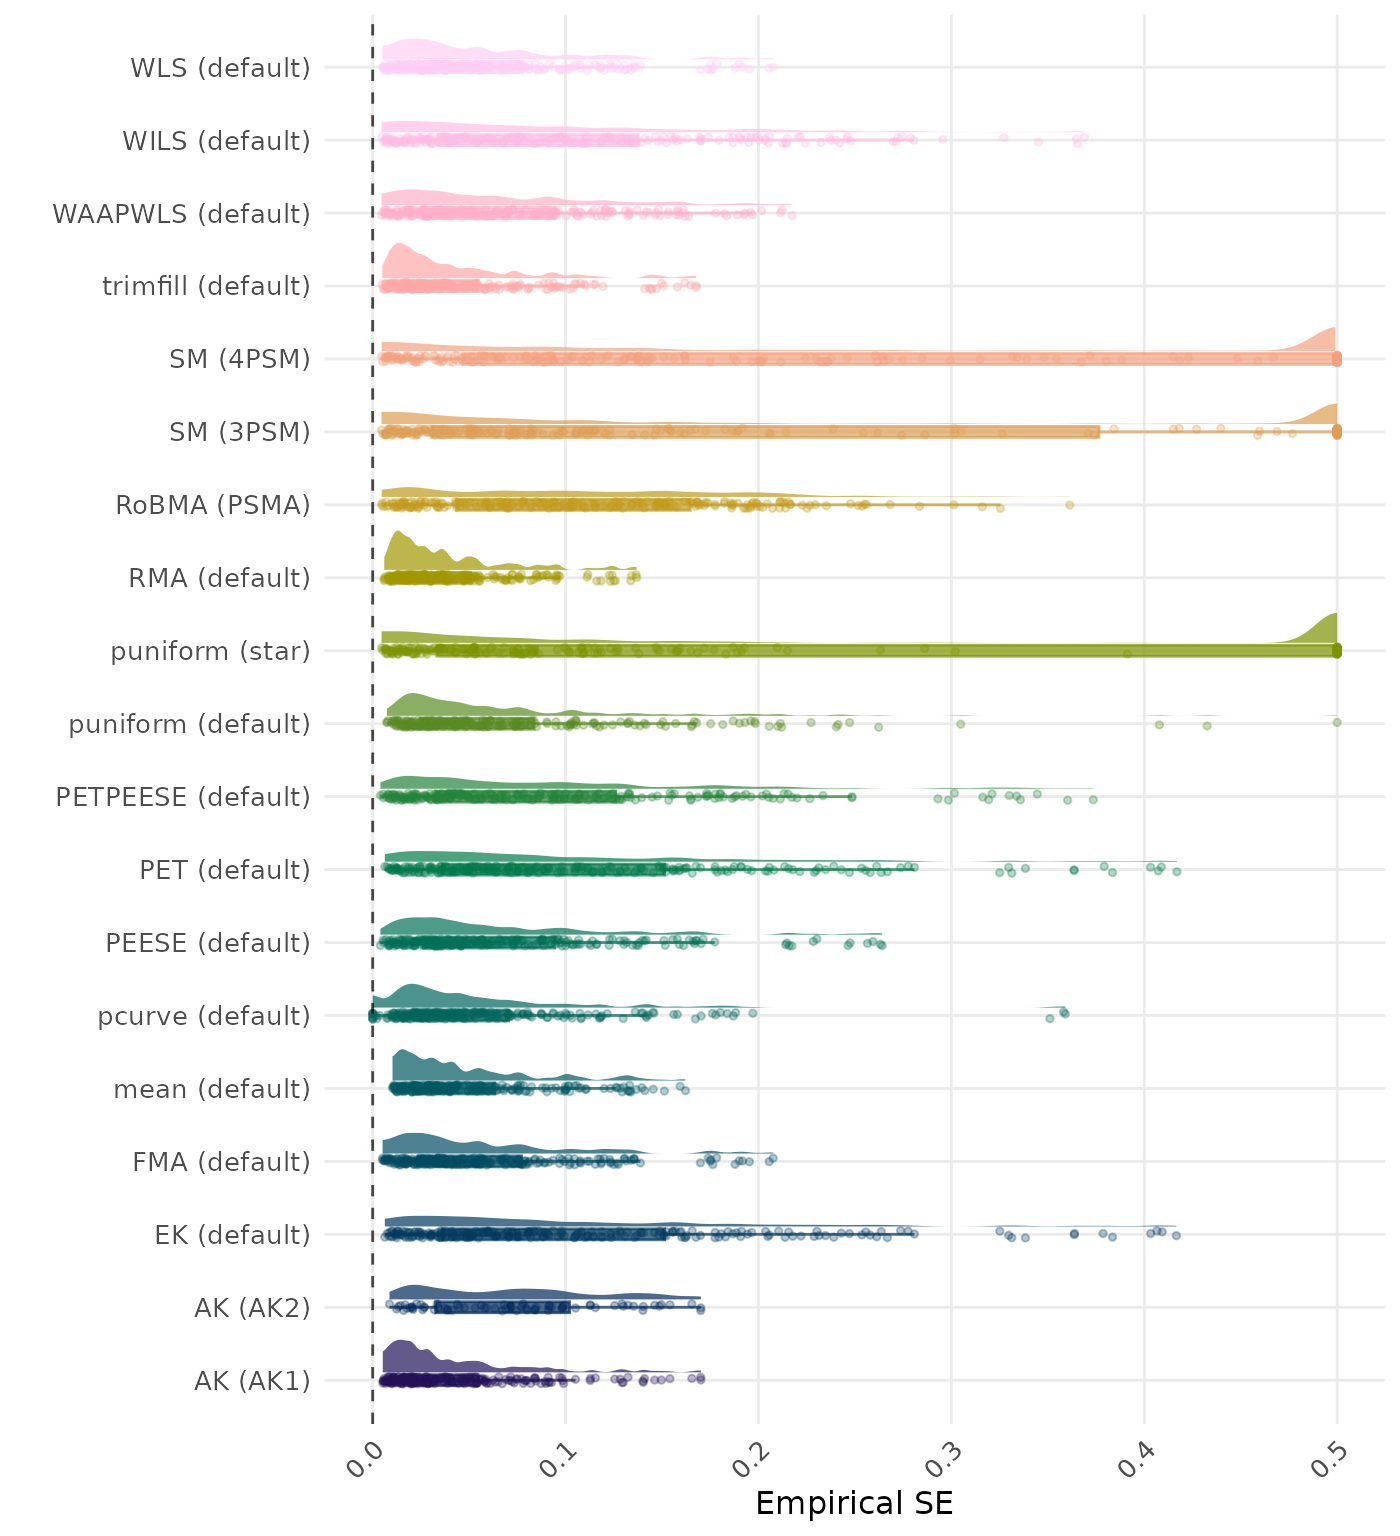 WLS (default)
WILS (default)
WAAPWLS (default)
trimfill (default)
SM (4PSM)
SM (3PSM)
RoBMA (PSMA)
RMA (default)
puniform (star)
puniform (default)
PETPEESE (default)
PET (default)
PEESE (default)
pcurve (default)
mean (default)
FMA (default)
EK (default)
AK (AK2)
AK (AK1)
0.0 0.1 0.2 0.3 0.4 0.5
Empirical SE